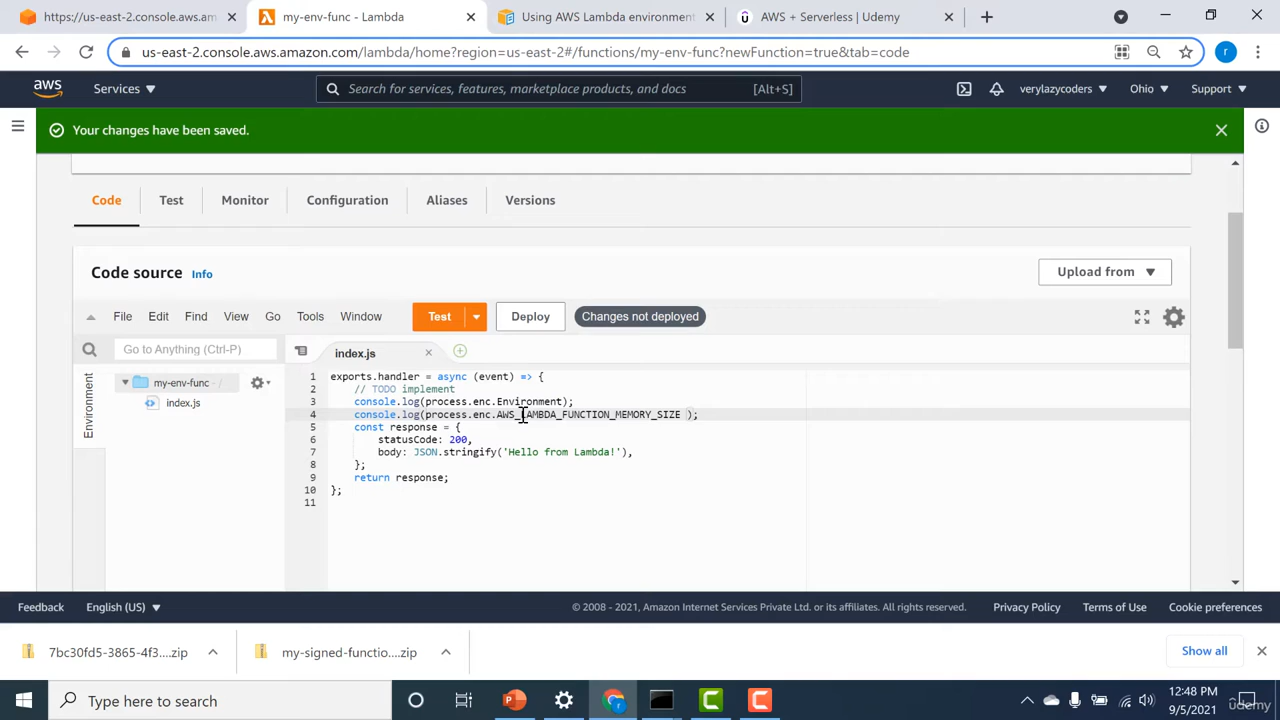 https://us-east-2.console.aws.am
my-env-func - Lambda
Using AWS Lambda environment
AWS + Serverless | Udemy
us-east-2.console.aws.amazon.com/lambda/home?region=us-east-2#/functions/my-env-func?newFunction=true&tab=code
aws
Services
Search for services, features, marketplace products, and docs [Alt+S]
verylazycoders
Ohio
Support
Your changes have been saved.
Code
Test
Monitor
Configuration
Aliases
Versions
Code source
Info
Upload from
File
Edit
Find
View
Go
Tools
Window
Test
Deploy
Changes not deployed
Go to Anything (Ctrl-P)
index.js
Environment
my-env-func - /
index.js
1 exports.handler = async (event) => {
2 // TODO implement
3 console.log(process.enc.Environment);
4 console.log(process.enc.AWS_LAMBDA_FUNCTION_MEMORY_SIZE );
5 const response = {
6 statusCode: 200,
7 body: JSON.stringify('Hello from Lambda!'),
8 };
9 return response;
10 };
11
Feedback
English (US)
© 2008 - 2021, Amazon Internet Services Private Ltd. or its affiliates. All rights reserved.
Privacy Policy
Terms of Use
Cookie preferences
7bc30fd5-3865-4f3....zip
my-signed-functio....zip
Show all
Type here to search
12:48 PM
9/5/2021
udemy